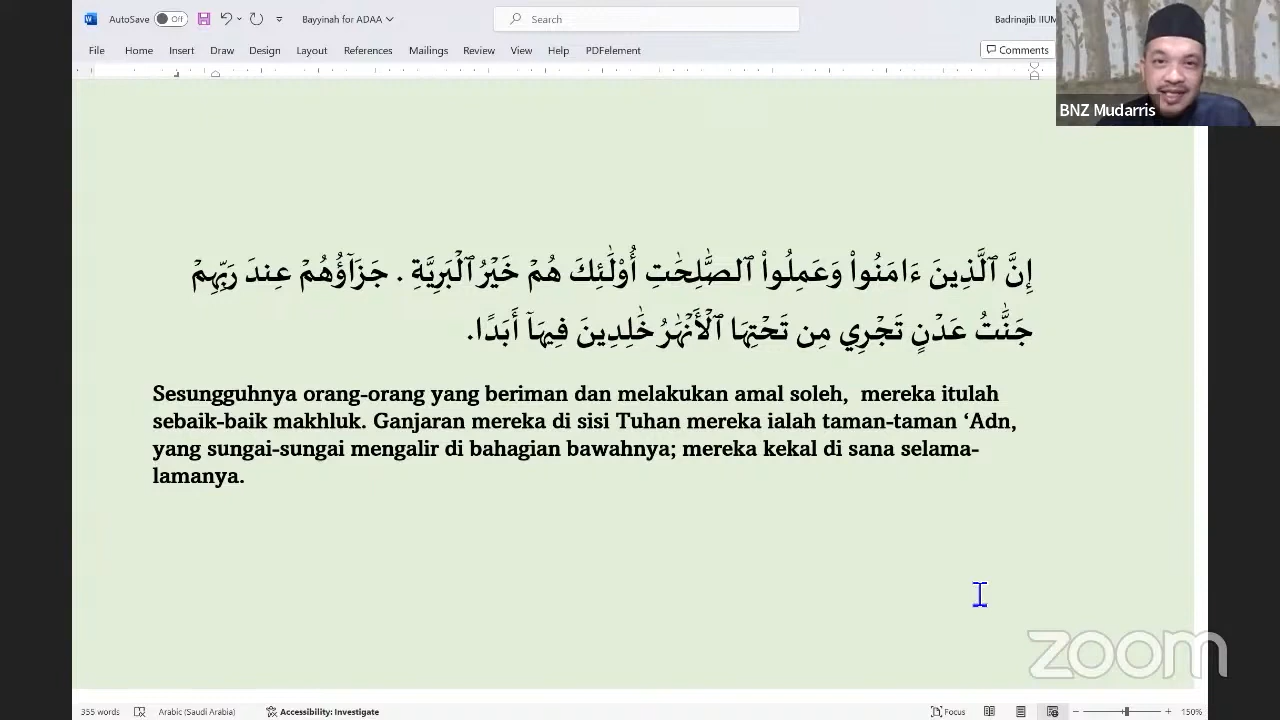 AutoSave Off Bayyinah for ADAA Search Badrinajib IIUM
File Home Insert Draw Design Layout References Mailings Review View Help PDFelement Comments
BNZ Mudarris
إِنَّ ٱلَّذِينَ ءَامَنُوا۟ وَعَمِلُوا۟ ٱلصَّٰلِحَٰتِ أُو۟لَٰٓئِكَ هُمْ خَيْرُ ٱلْبَرِيَّةِ . جَزَآؤُهُمْ عِندَ رَبِّهِمْ
جَنَّٰتُ عَدْنٍ تَجْرِي مِن تَحْتِهَا ٱلْأَنْهَٰرُ خَٰلِدِينَ فِيهَآ أَبَدًا.
Sesungguhnya orang-orang yang beriman dan melakukan amal soleh,  mereka itulah
sebaik-baik makhluk. Ganjaran mereka di sisi Tuhan mereka ialah taman-taman ‘Adn,
yang sungai-sungai mengalir di bahagian bawahnya; mereka kekal di sana selama-
lamanya.
zoom
355 words Arabic (Saudi Arabia) Accessibility: Investigate Focus 150%